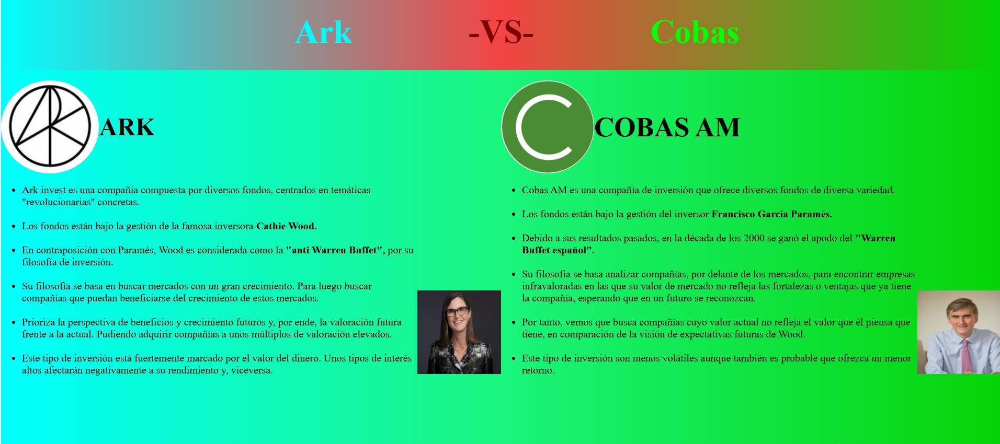 Ark -VS- Cobas
ARK
Ark invest es una compañía compuesta por diversos fondos, centrados en temáticas
"revolucionarias" concretas.
Los fondos están bajo la gestión de la famosa inversora Cathie Wood.
En contraposición con Paramés, Wood es considerada como la "anti Warren Buffet", por su
filosofía de inversión.
Su filosofía se basa en buscar mercados con un gran crecimiento. Para luego buscar
compañías que puedan beneficiarse del crecimiento de estos mercados.
Prioriza la perspectiva de beneficios y crecimiento futuros y, por ende, la valoración futura
frente a la actual. Pudiendo adquirir compañías a unos múltiplos de valoración elevados.
Este tipo de inversión está fuertemente marcado por el valor del dinero. Unos tipos de interés
altos afectarán negativamente a su rendimiento y, viceversa.
C
COBAS AM
Cobas AM es una compañía de inversión que ofrece diversos fondos de diversa variedad.
Los fondos están bajo la gestión del inversor Francisco García Paramés.
Debido a sus resultados pasados, en la década de los 2000 se ganó el apodo del "Warren
Buffet español".
Su filosofía se basa analizar compañías, por delante de los mercados, para encontrar empresas
infravaloradas en las que su valor de mercado no refleja las fortalezas o ventajas que ya tiene
la compañía, esperando que en un futuro se reconozcan.
Por tanto, vemos que busca compañías cuyo valor actual no refleja el valor que él piensa que
tiene, en comparación de la visión de expectativas futuras de Wood.
Este tipo de inversión son menos volátiles aunque también es probable que ofrezca un menor
retorno.